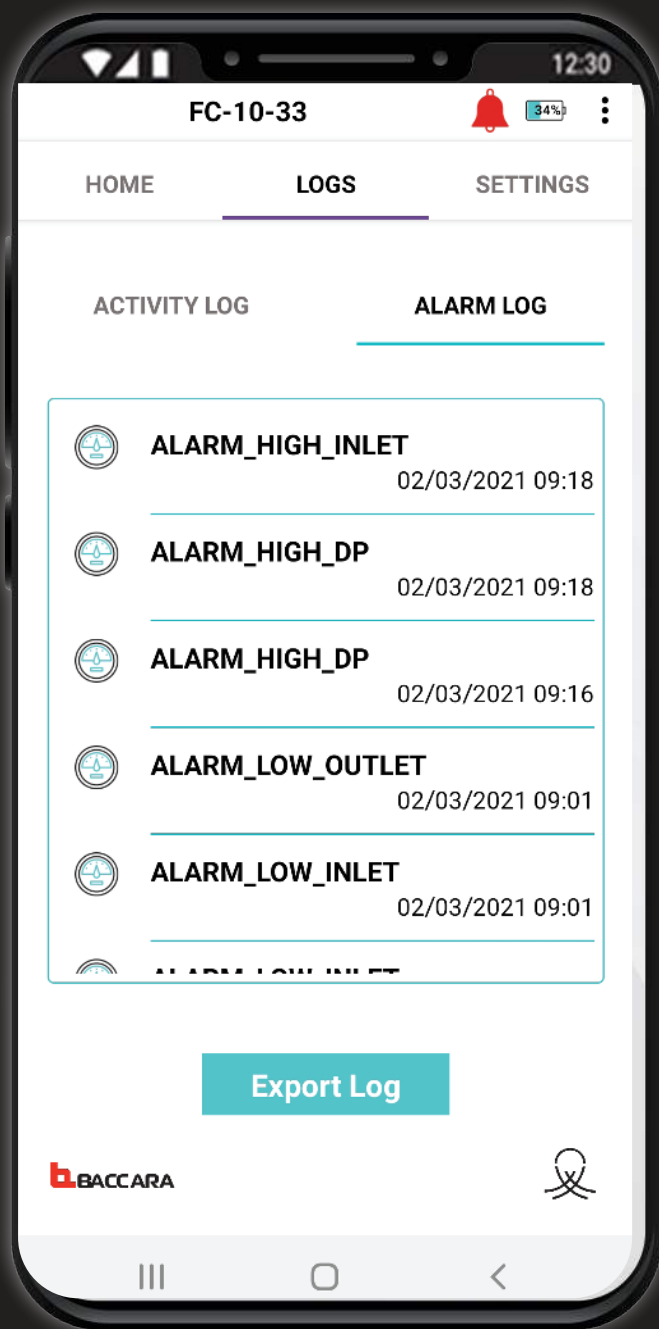 12:30
FC-10-33
34%
HOME LOGS SETTINGS
ACTIVITY LOG ALARM LOG
ALARM_HIGH_INLET
02/03/2021 09:18
ALARM_HIGH_DP
02/03/2021 09:18
ALARM_HIGH_DP
02/03/2021 09:16
ALARM_LOW_OUTLET
02/03/2021 09:01
ALARM_LOW_INLET
02/03/2021 09:01
ALARM_LOW_INLET
Export Log
BACCARA